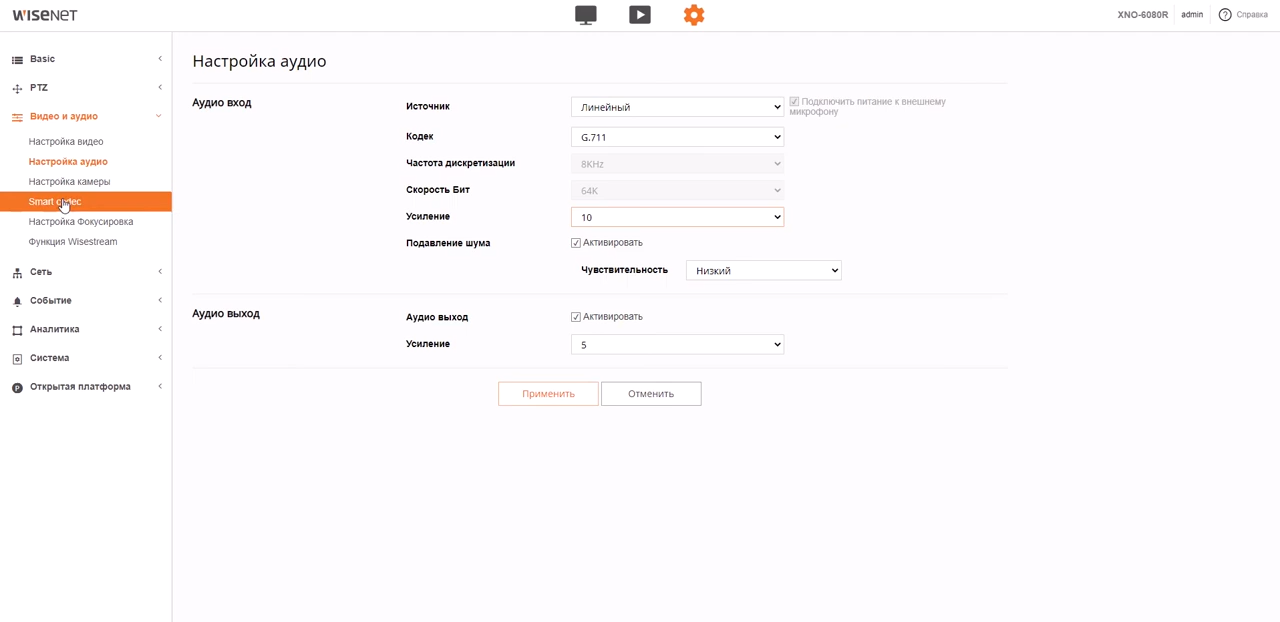 WISENET
XNO-6080R admin Справка
Basic
PTZ
Видео и аудио
Настройка видео
Настройка аудио
Настройка камеры
Smart codec
Настройка Фокусировка
Функция Wisestream
Сеть
Событие
Аналитика
Система
Открытая платформа
Настройка аудио
Аудио вход
Источник Линейный Подключить питание к внешнему
микрофону
Кодек G.711
Частота дискретизации 8KHz
Скорость Бит 64K
Усиление 10
Подавление шума Активировать
Чувствительность Низкий
Аудио выход
Аудио выход Активировать
Усиление 5
Применить Отменить